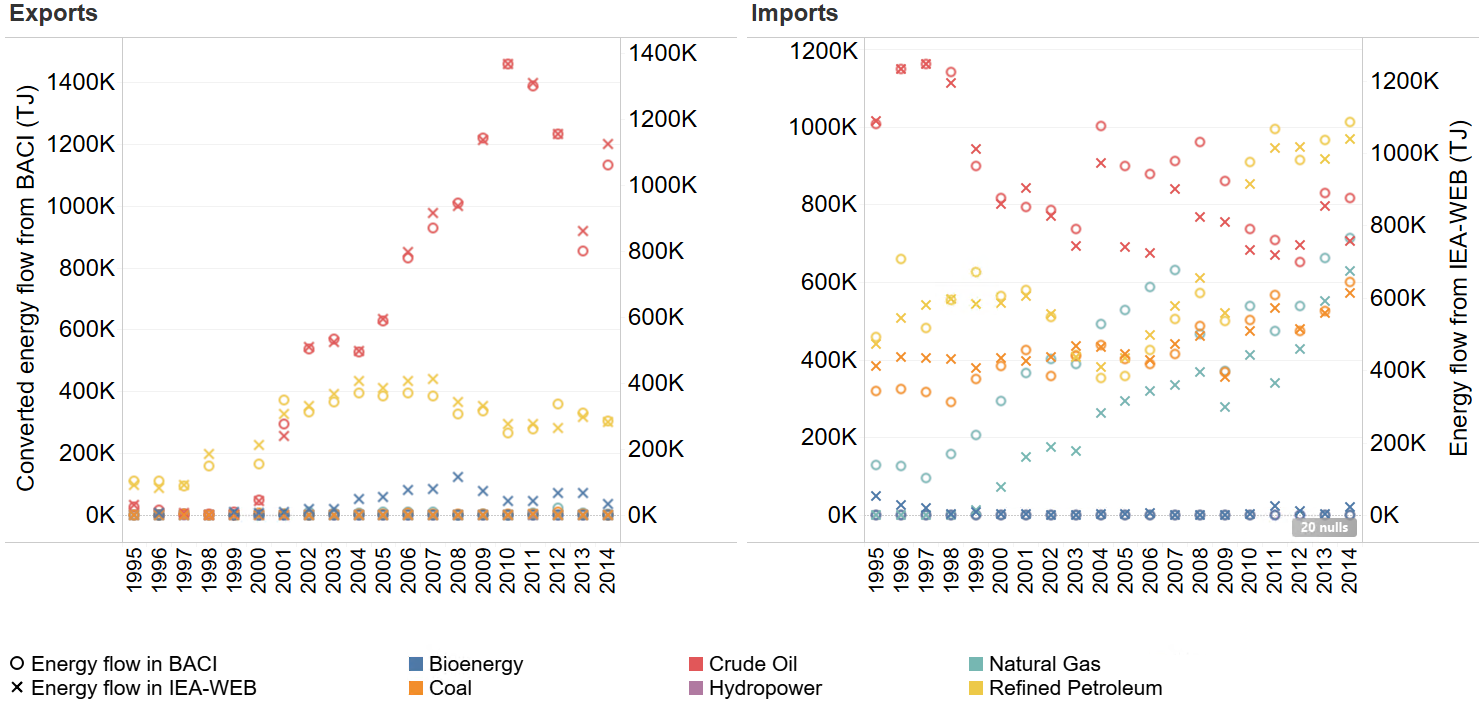 Exports
Imports
Converted energy flow from BACI (TJ)
1400K
1200K
1000K
800K
600K
400K
200K
0K
1400K
1200K
1000K
800K
600K
400K
200K
0K
1995 1996 1997 1998 1999 2000 2001 2002 2003 2004 2005 2006 2007 2008 2009 2010 2011 2012 2013 2014
1200K
1000K
800K
600K
400K
200K
0K
1200K
1000K
800K
600K
400K
200K
0K
Energy flow from IEA-WEB (TJ)
20 nulls
1995 1996 1997 1998 1999 2000 2001 2002 2003 2004 2005 2006 2007 2008 2009 2010 2011 2012 2013 2014
Energy flow in BACI
Energy flow in IEA-WEB
Bioenergy
Coal
Crude Oil
Hydropower
Natural Gas
Refined Petroleum